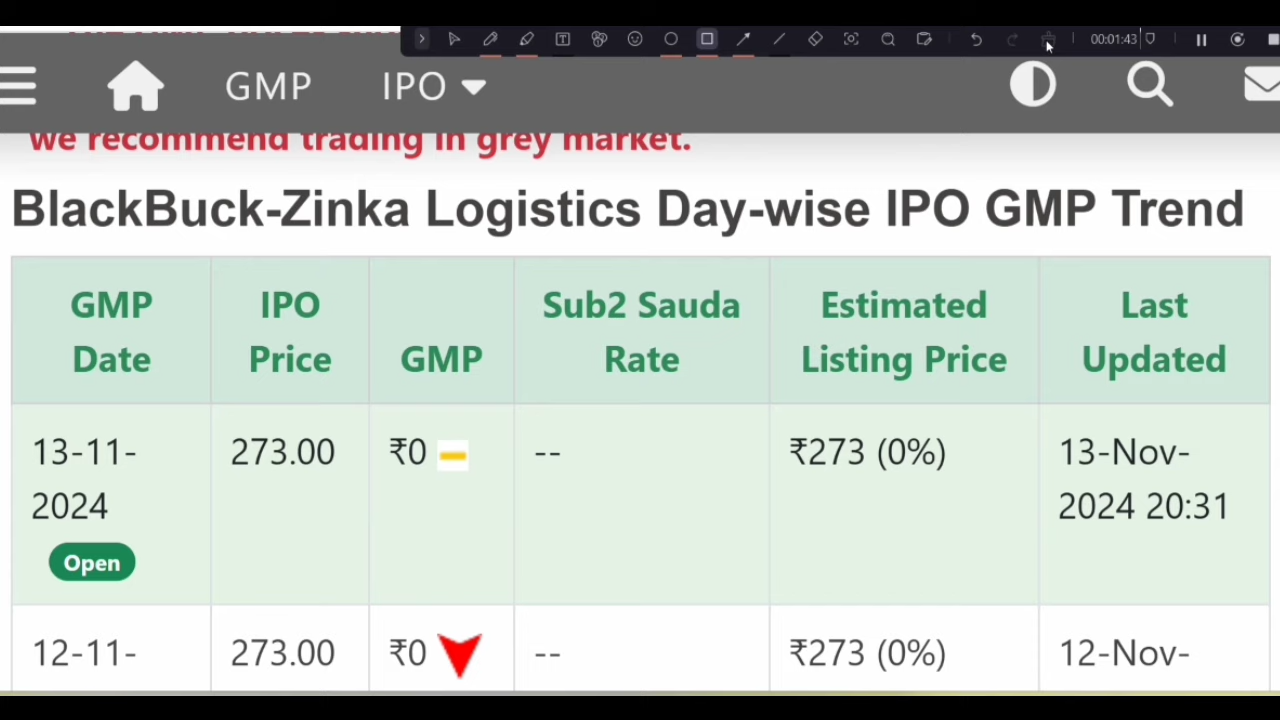 00:01:43
GMP IPO
we recommend trading in grey market.
BlackBuck-Zinka Logistics Day-wise IPO GMP Trend
GMP Date IPO Price GMP Sub2 Sauda Rate Estimated Listing Price Last Updated
13-11-2024 273.00 ₹0 -- ₹273 (0%) 13-Nov-2024 20:31
Open
12-11- 273.00 ₹0 -- ₹273 (0%) 12-Nov-